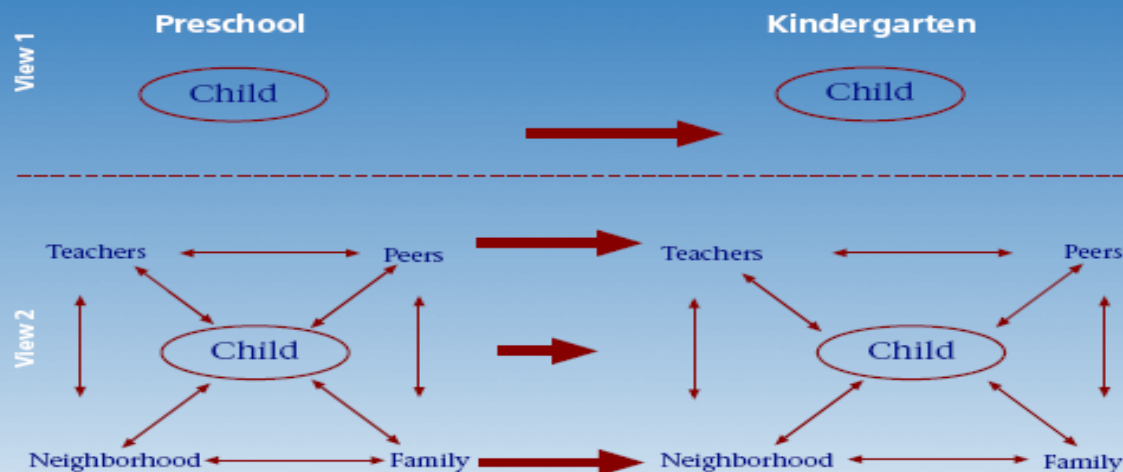 Preschool Kindergarten
View 1
Child Child
Teachers Peers Teachers Peers
View 2
Child Child
Neighborhood Family Neighborhood Family